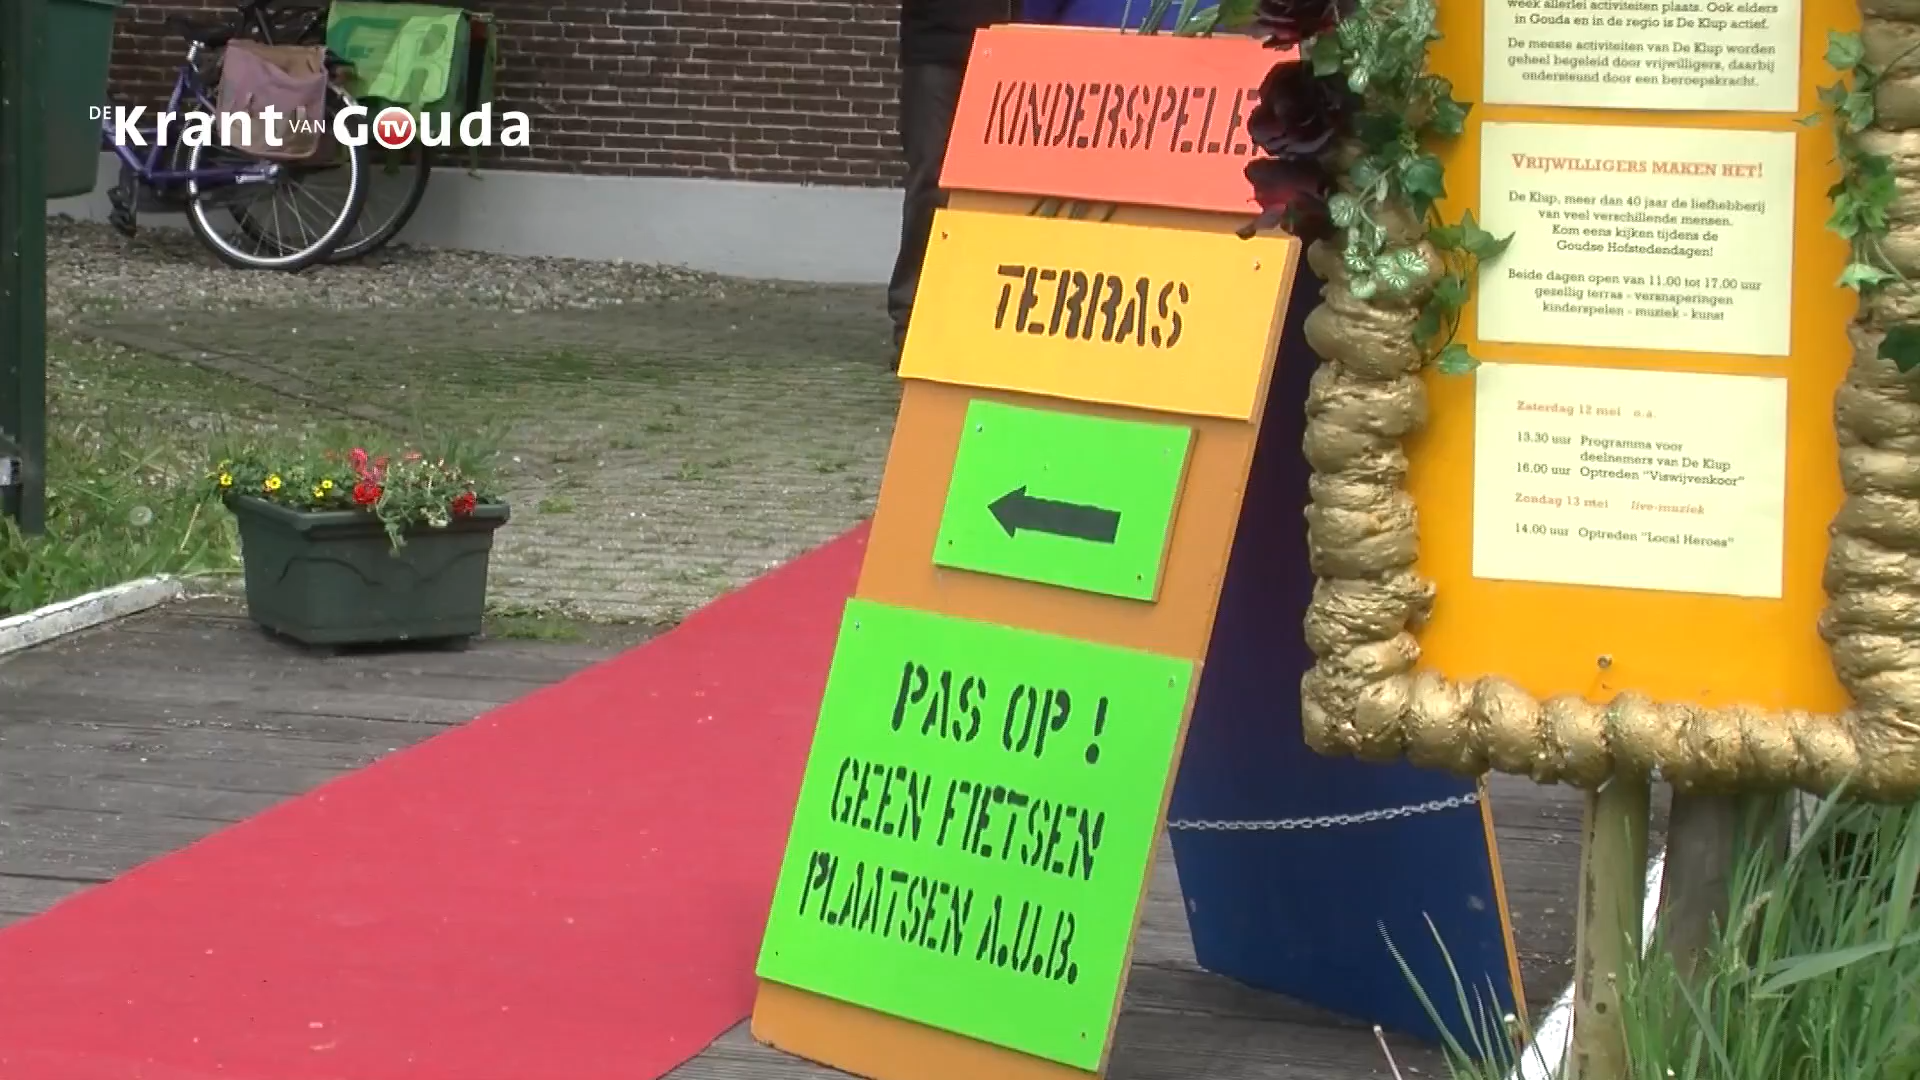 DE Krant VAN Gouda
TV
KINDERSPELE
TERRAS
PAS OP !
GEEN FIETSEN
PLAATSEN A.U.B.
week allerlei activiteiten plaats. Ook elders
in Gouda en in de regio is De Klup actief.
De meeste activiteiten van De Klup worden
geheel begeleid door vrijwilligers, daarbij
ondersteund door een beroepskracht.
VRIJWILLIGERS MAKEN HET!
De Klup, meer dan 40 jaar de liefhebberij
van veel verschillende mensen.
Kom eens kijken tijdens de
Goudse Hofstedendagen!
Beide dagen open van 11.00 tot 17.00 uur
gezellig terras - versnaperingen
kinderspelen - muziek - kunst
Zaterdag 12 mei o.a.
13.30 uur Programma voor
deelnemers van De Klup
16.00 uur Optreden "Viswijvenkoor"
Zondag 13 mei live-muziek
14.00 uur Optreden "Local Heroes"